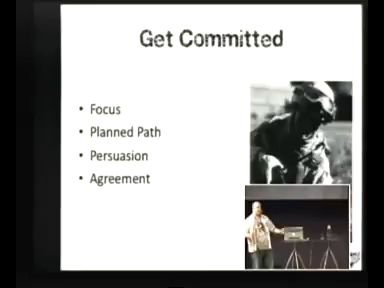 Get Committed
• Focus
• Planned Path
• Persuasion
• Agreement